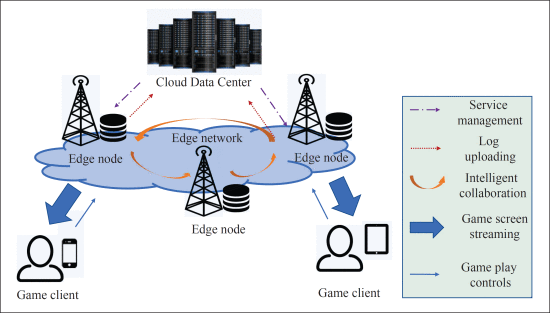 Cloud Data Center
Edge network
Edge node
Edge node
Edge node
Game client
Game client
Service
management
Log
uploading
Intelligent
collaboration
Game screen
streaming
Game play
controls